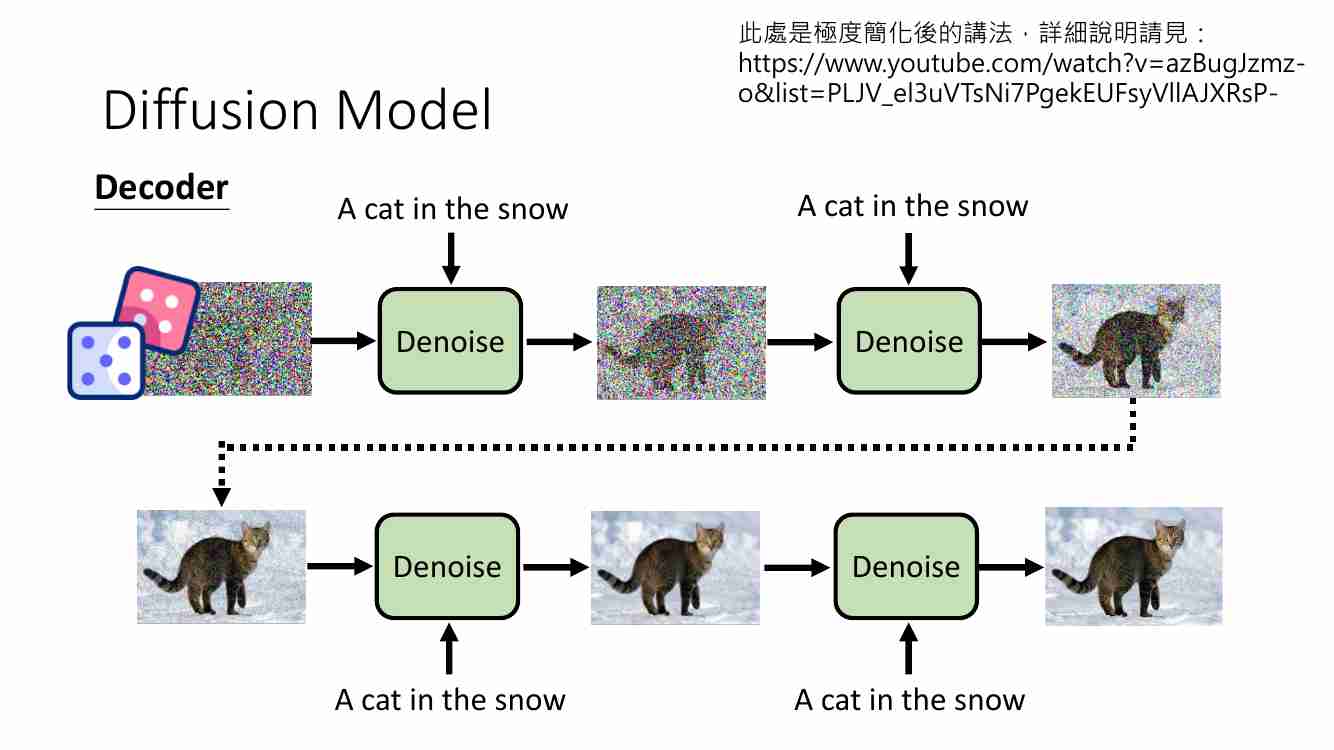 此處是極度簡化後的講法，詳細說明請見：
https://www.youtube.com/watch?v=azBugJzmz-
o&list=PLJV_el3uVTsNi7PgekEUFsyVllAJXRsP-
Diffusion Model
Decoder
A cat in the snow
A cat in the snow
Denoise
Denoise
Denoise
Denoise
A cat in the snow
A cat in the snow